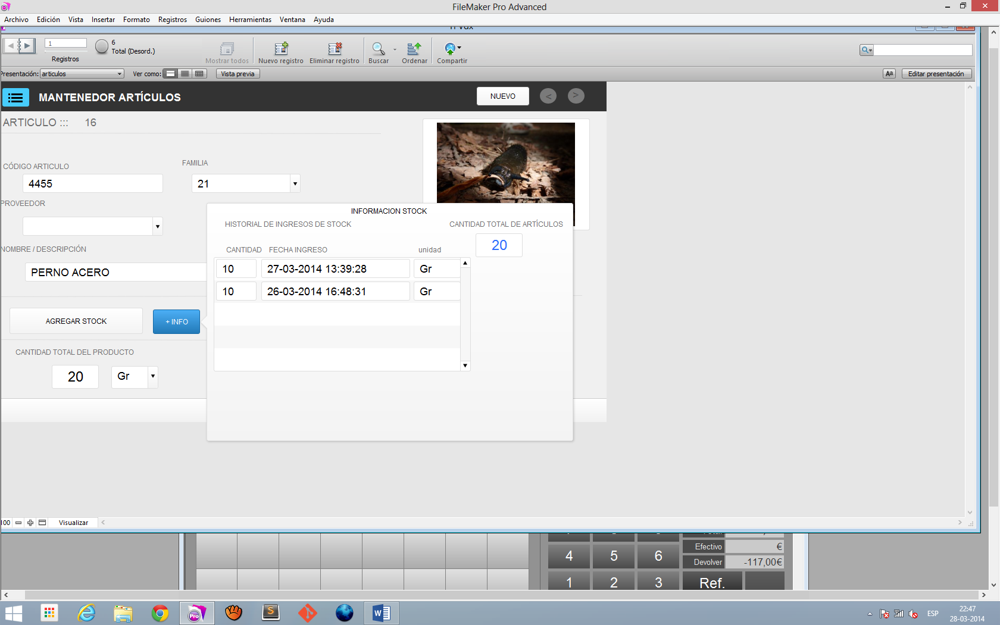 FileMaker Pro Advanced
Archivo Edición Vista Insertar Formato Registros Guiones Herramientas Ventana Ayuda
1
Registros
6
Total (Desord.)
Mostrar todos
Nuevo registro
Eliminar registro
Buscar
Ordenar
Compartir
Presentación: articulos Ver como: Vista previa Aa Editar presentación
MANTENEDOR ARTÍCULOS NUEVO < >
ARTICULO ::: 16
CÓDIGO ARTICULO FAMILIA
4455 21
PROVEEDOR
NOMBRE / DESCRIPCIÓN
PERNO ACERO
AGREGAR STOCK + INFO
CANTIDAD TOTAL DEL PRODUCTO
20 Gr
INFORMACION STOCK
HISTORIAL DE INGRESOS DE STOCK CANTIDAD TOTAL DE ARTÍCULOS
20
CANTIDAD FECHA INGRESO unidad
10 27-03-2014 13:39:28 Gr
10 26-03-2014 16:48:31 Gr
100 Visualizar
Efectivo €
4 5 6 Devolver -117,00€
1 2 3 Ref.
Pro S W ESP
22:47
28-03-2014